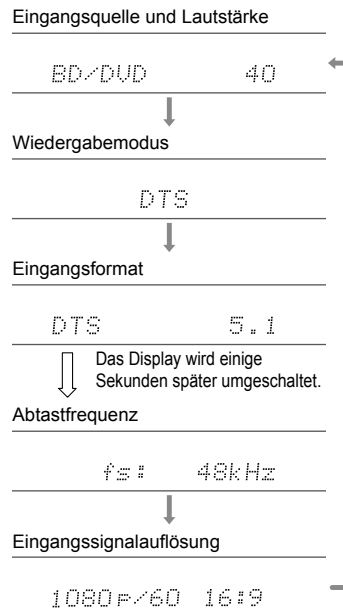 Eingangsquelle und Lautstärke
BD/DVD 40
Wiedergabemodus
DTS
Eingangsformat
DTS 5.1
Das Display wird einige
Sekunden später umgeschaltet.
Abtastfrequenz
fs: 48kHz
Eingangssignalauflösung
1080p/60 16:9